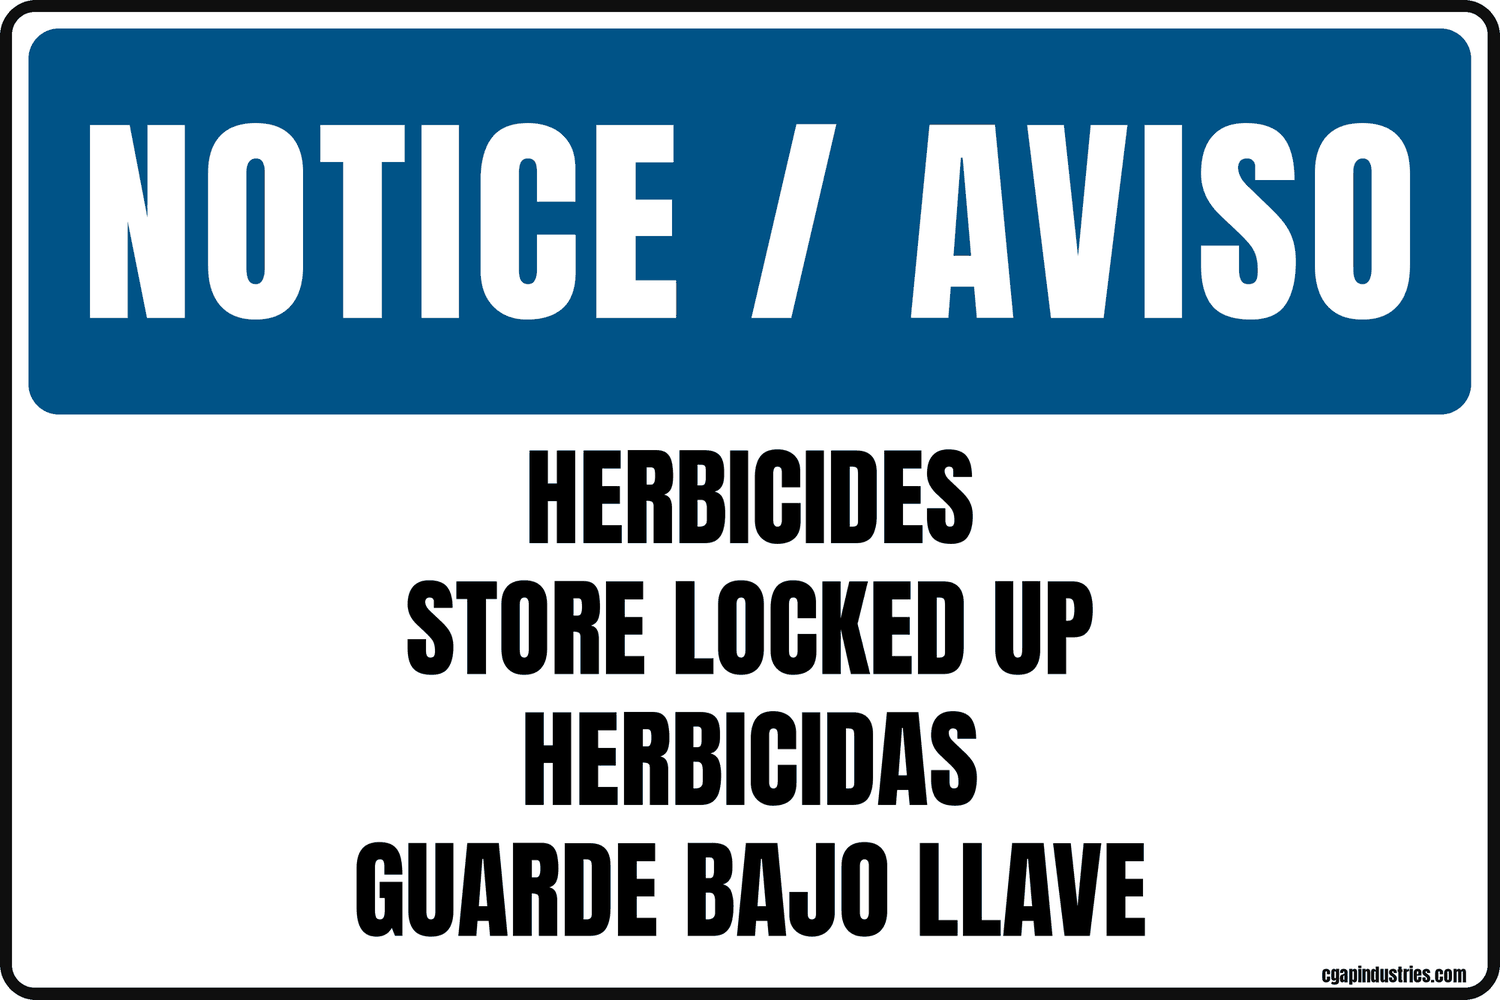 NOTICE / AVISO
HERBICIDES
STORE LOCKED UP
HERBICIDAS
GUARDE BAJO LLAVE
cgapindustries.com